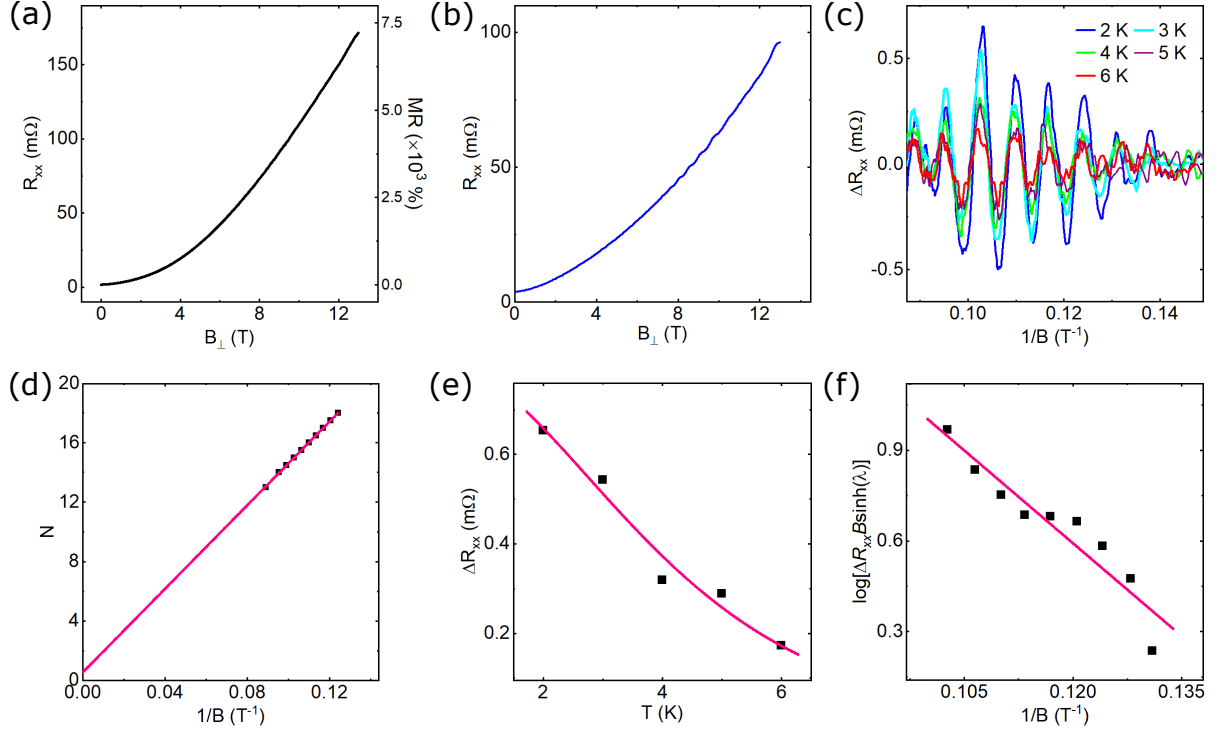 (a)
R_xx (mΩ)
150
100
50
0
0 4 8 12
B_⊥ (T)
7.5
5.0
2.5
0.0
MR (×10³ %)
(b)
R_xx (mΩ)
100
50
0
0 4 8 12
B_⊥ (T)
(c)
ΔR_xx (mΩ)
0.5
0.0
-0.5
2 K 3 K
4 K 5 K
6 K
0.10 0.12 0.14
1/B (T⁻¹)
(d)
N
20
16
12
8
4
0
0.00 0.04 0.08 0.12
1/B (T⁻¹)
(e)
ΔR_xx (mΩ)
0.6
0.4
0.2
2 4 6
T (K)
(f)
log[ΔR_xxBsinh(λ)]
0.9
0.6
0.3
0.105 0.120 0.135
1/B (T⁻¹)